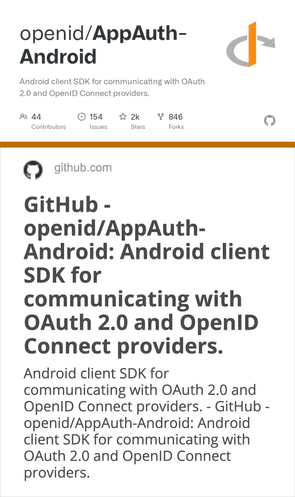 openid/AppAuth-
Android
Android client SDK for communicating with OAuth
2.0 and OpenID Connect providers.
44
Contributors
154
Issues
2k
Stars
846
Forks
github.com
GitHub -
openid/AppAuth-
Android: Android client
SDK for
communicating with
OAuth 2.0 and OpenID
Connect providers.
Android client SDK for
communicating with OAuth 2.0 and
OpenID Connect providers. - GitHub -
openid/AppAuth-Android: Android
client SDK for communicating with
OAuth 2.0 and OpenID Connect
providers.